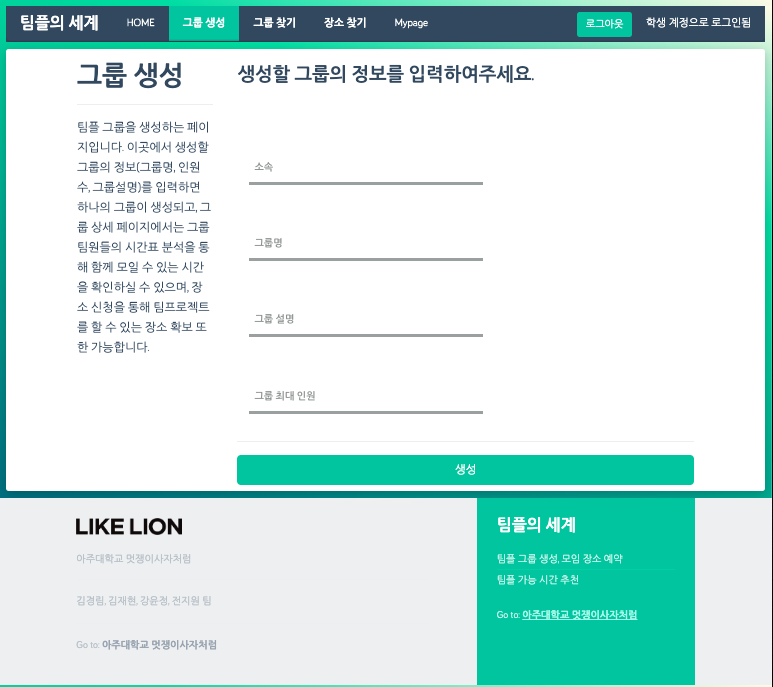 팀플의 세계 HOME 그룹 생성 그룹 찾기 장소 찾기 Mypage 로그아웃 학생 계정으로 로그인됨
그룹 생성
팀플 그룹을 생성하는 페이
지입니다. 이곳에서 생성할
그룹의 정보(그룹명, 인원
수, 그룹설명)를 입력하면
하나의 그룹이 생성되고, 그
룹 상세 페이지에서는 그룹
팀원들의 시간표 분석을 통
해 함께 모일 수 있는 시간
을 확인하실 수 있으며, 장
소 신청을 통해 팀프로젝트
를 할 수 있는 장소 확보 또
한 가능합니다.
생성할 그룹의 정보를 입력하여주세요.
소속
그룹명
그룹 설명
그룹 최대 인원
생성
LIKE LION
아주대학교 멋쟁이사자처럼
김경림, 김재현, 강윤정, 전지원 팀
Go to: 아주대학교 멋쟁이사자처럼
팀플의 세계
팀플 그룹 생성, 모임 장소 예약
팀플 가능 시간 추천
Go to: 아주대학교 멋쟁이사자처럼